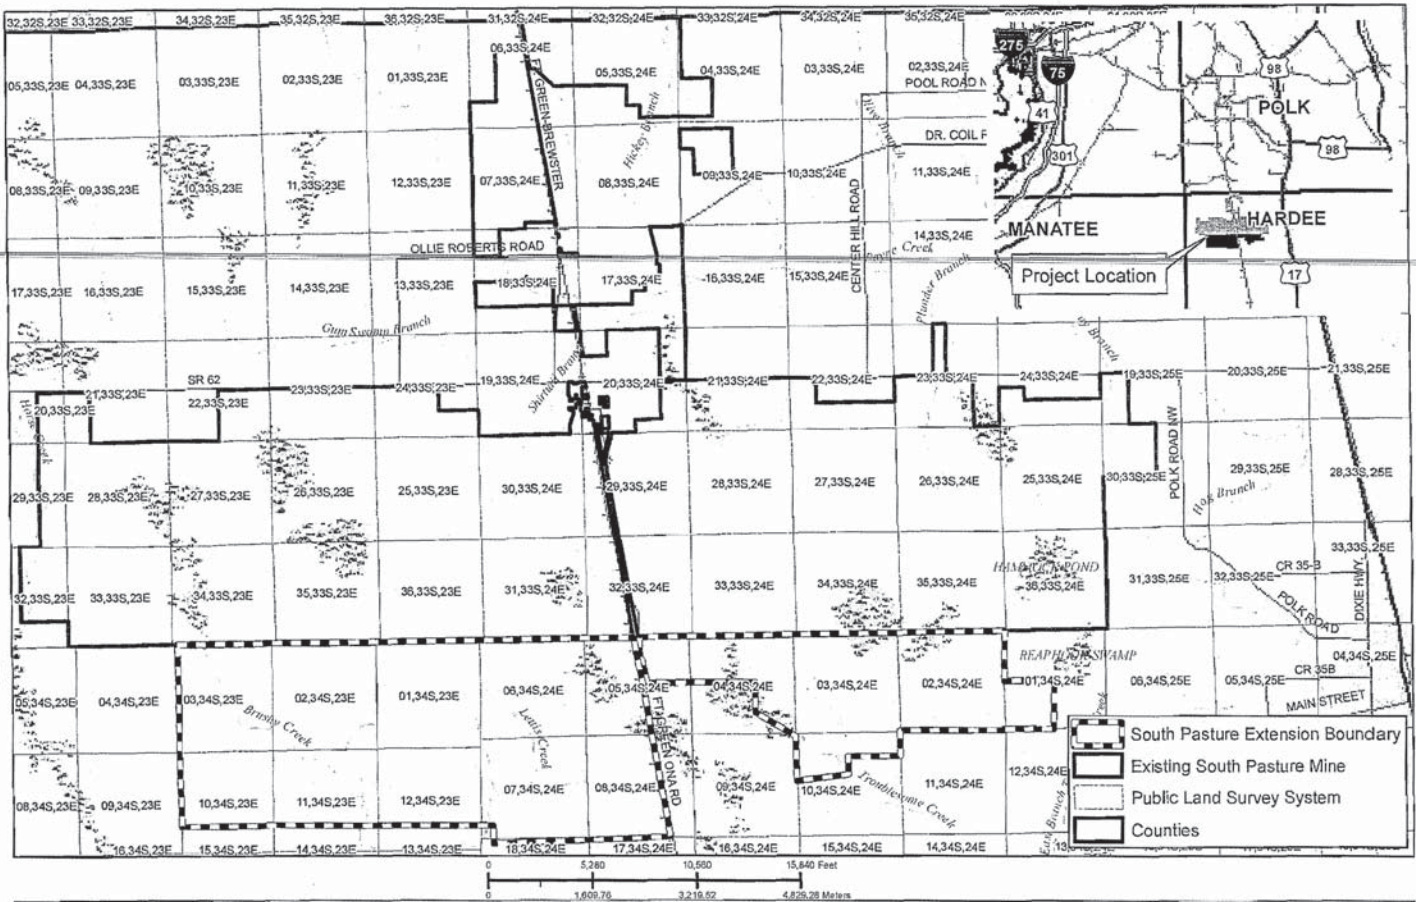 32,32S,23E 33,32S,23E 34,32S,23E 35,32S,23E 36,32S,23E 31,32S,24E 32,32S,24E 33,32S,24E 34,32S,24E 35,32S,24E
05,33S,23E 04,33S,23E 03,33S,23E 02,33S,23E 01,33S,23E 06,33S,24E 05,33S,24E 04,33S,24E 03,33S,24E 02,33S,24E
POOL ROAD N
FT GREEN-BREWSTER
Hickey Branch
DR. COIL R
08,33S,23E 09,33S,23E 10,33S,23E 11,33S,23E 12,33S,23E 07,33S,24E 08,33S,24E 09,33S,24E 10,33S,24E 11,33S,24E
CENTER HILL ROAD
14,33S,24E
OLLIE ROBERTS ROAD
Payne Creek
Plunder Branch
17,33S,23E 16,33S,23E 15,33S,23E 14,33S,23E 13,33S,23E 18,33S,24E 17,33S,24E 16,33S,24E 15,33S,24E
Gum Swamp Branch
275
75
41
301
98
POLK
98
MANATEE
HARDEE
17
Project Location
SR 62
Shirttail Branch
20,33S,23E 21,33S,23E 22,33S,23E 23,33S,23E 24,33S,23E 19,33S,24E 20,33S,24E 21,33S,24E 22,33S,24E 23,33S,24E 24,33S,24E 19,33S,25E 20,33S,25E 21,33S,25E
Horse Creek
POLK ROAD NW
29,33S,23E 28,33S,23E 27,33S,23E 26,33S,23E 25,33S,23E 30,33S,24E 29,33S,24E 28,33S,24E 27,33S,24E 26,33S,24E 25,33S,24E 30,33S,25E 29,33S,25E 28,33S,25E
Hog Branch
HAMMOCK POND
32,33S,23E 33,33S,23E 34,33S,23E 35,33S,23E 36,33S,23E 31,33S,24E 32,33S,24E 33,33S,24E 34,33S,24E 35,33S,24E 36,33S,24E 31,33S,25E 32,33S,25E 33,33S,25E
CR 35-B
POLK ROAD
DIXIE HWY
REAPHOOK SWAMP
05,34S,23E 04,34S,23E 03,34S,23E 02,34S,23E 01,34S,23E 06,34S,24E 05,34S,24E 04,34S,24E 03,34S,24E 02,34S,24E 01,34S,24E 06,34S,25E 05,34S,25E 04,34S,25E
CR 35B
MAIN STREET
Brushy Creek
Lettis Creek
FT. GREEN ONA RD
Troublesome Creek
08,34S,23E 09,34S,23E 10,34S,23E 11,34S,23E 12,34S,23E 07,34S,24E 08,34S,24E 09,34S,24E 10,34S,24E 11,34S,24E 12,34S,24E
16,34S,23E 15,34S,23E 14,34S,23E 13,34S,23E 18,34S,24E 17,34S,24E 16,34S,24E 15,34S,24E 14,34S,24E
South Pasture Extension Boundary
Existing South Pasture Mine
Public Land Survey System
Counties
0 5,280 10,560 15,840 Feet
0 1,609.76 3,219.52 4,829.28 Meters